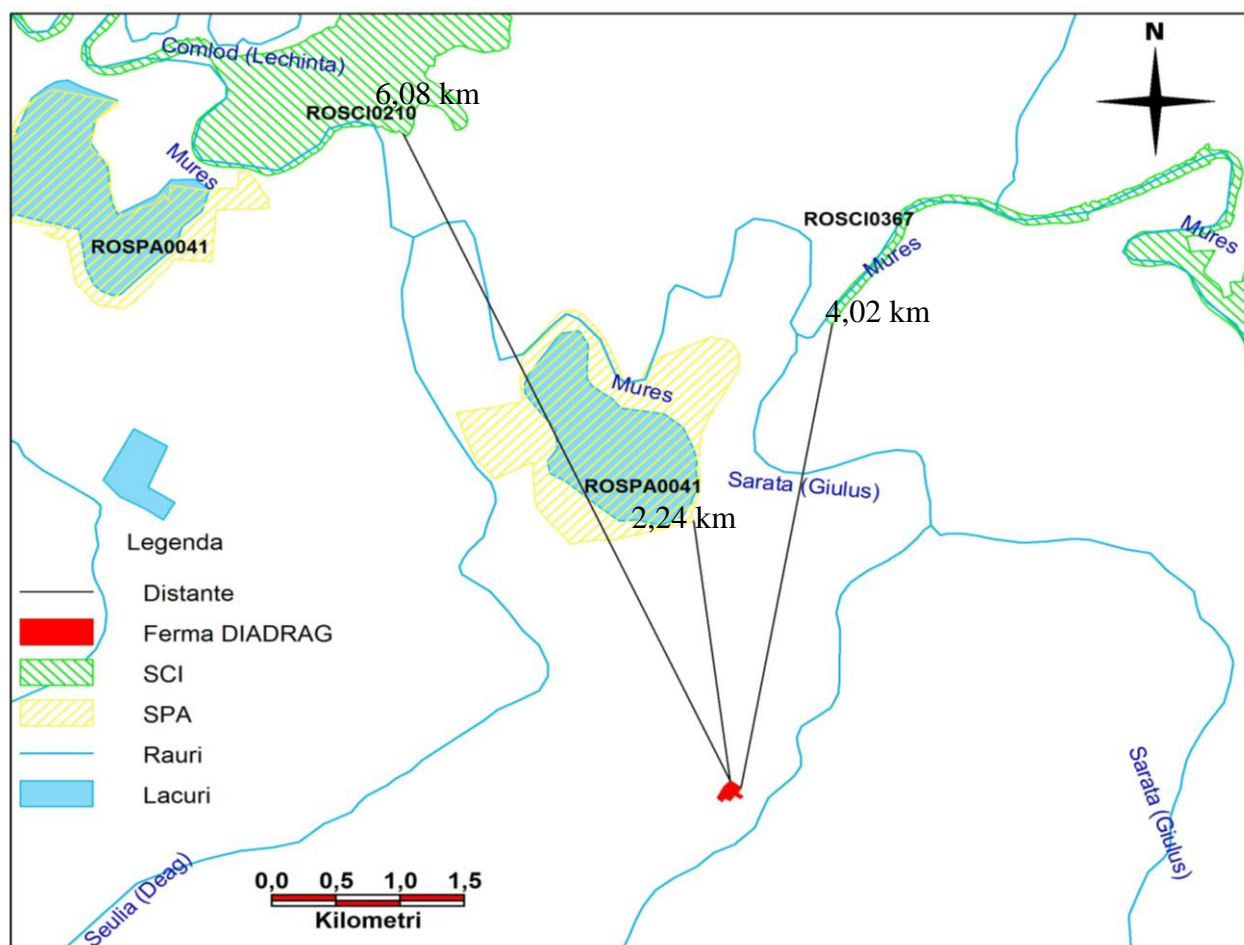 N
Comlod (Lechinta)
6,08 km
ROSCI0210
Mures
ROSPA0041
ROSCI0367
Mures
Mures
4,02 km
Mures
ROSPA0041
Sarata (Giulus)
2,24 km
Legenda
Distante
Ferma DIADRAG
SCI
SPA
Rauri
Lacuri
Sarata (Giulus)
Seulia (Deag)
0,0 0,5 1,0 1,5
Kilometri